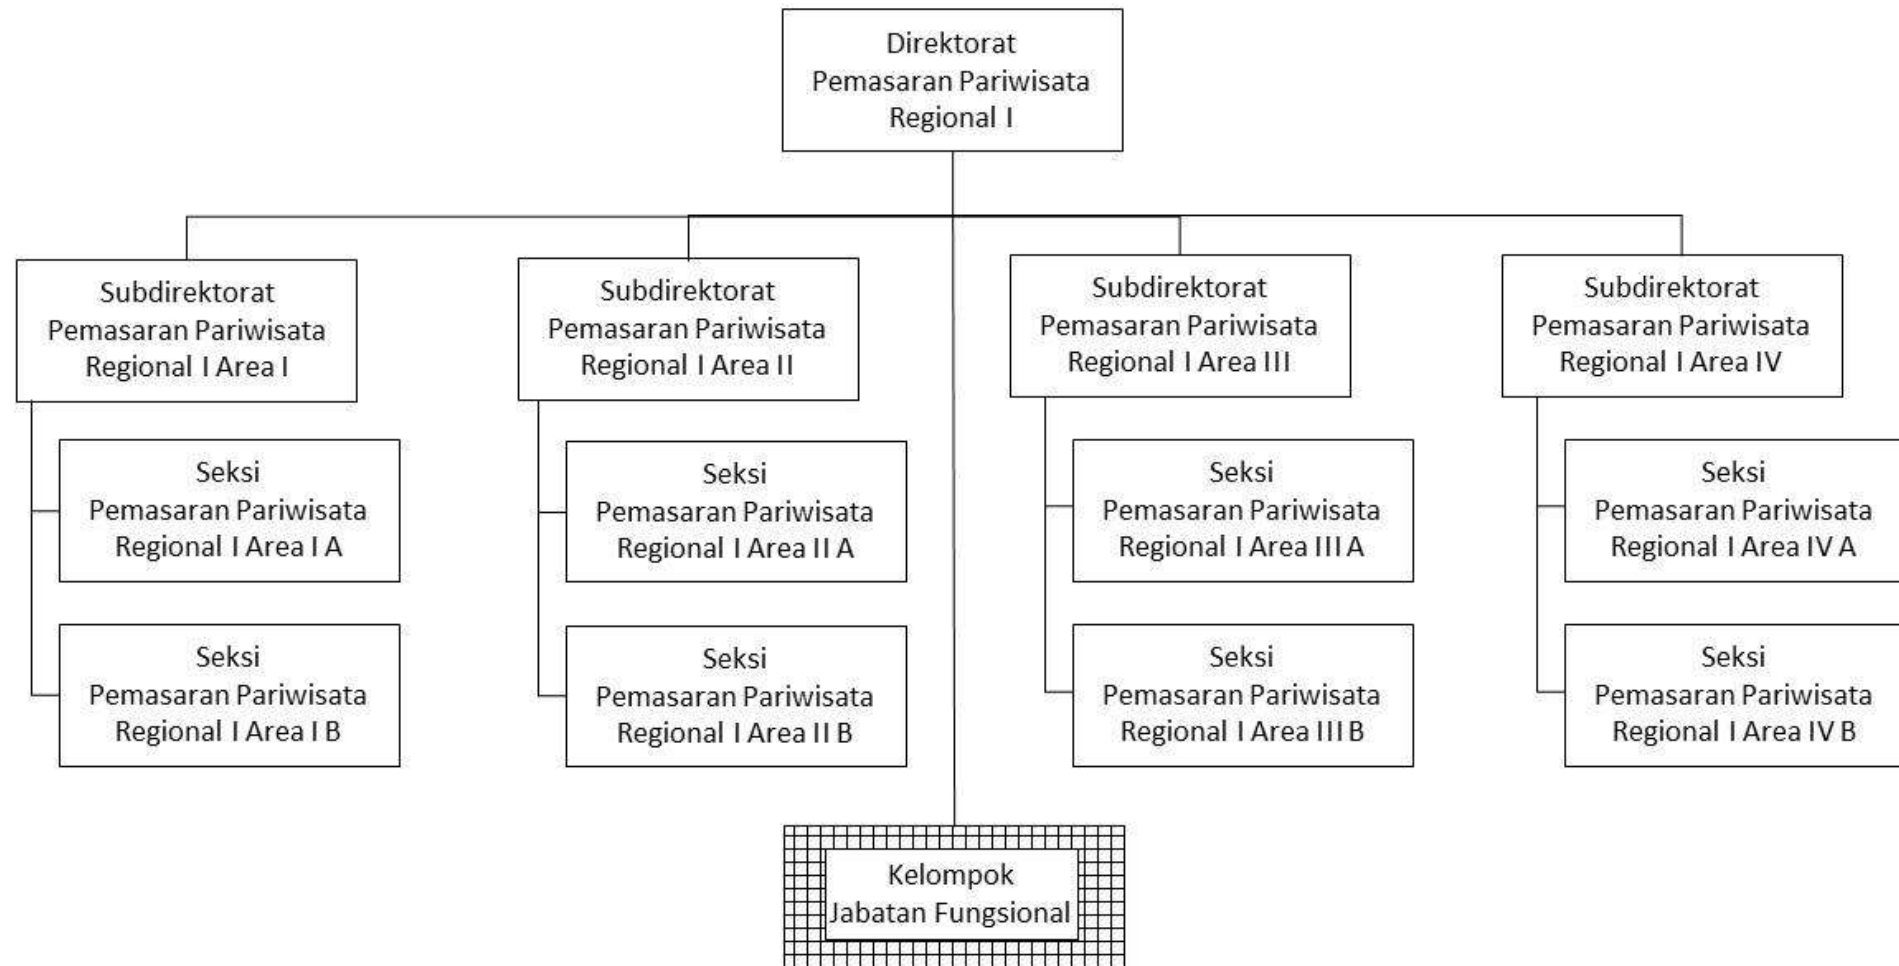 Direktorat
Pemasaran Pariwisata
Regional I
Subdirektorat
Pemasaran Pariwisata
Regional I Area I
Subdirektorat
Pemasaran Pariwisata
Regional I Area II
Subdirektorat
Pemasaran Pariwisata
Regional I Area III
Subdirektorat
Pemasaran Pariwisata
Regional I Area IV
Seksi
Pemasaran Pariwisata
Regional I Area I A
Seksi
Pemasaran Pariwisata
Regional I Area II A
Seksi
Pemasaran Pariwisata
Regional I Area III A
Seksi
Pemasaran Pariwisata
Regional I Area IV A
Seksi
Pemasaran Pariwisata
Regional I Area I B
Seksi
Pemasaran Pariwisata
Regional I Area II B
Seksi
Pemasaran Pariwisata
Regional I Area III B
Seksi
Pemasaran Pariwisata
Regional I Area IV B
Kelompok
Jabatan Fungsional